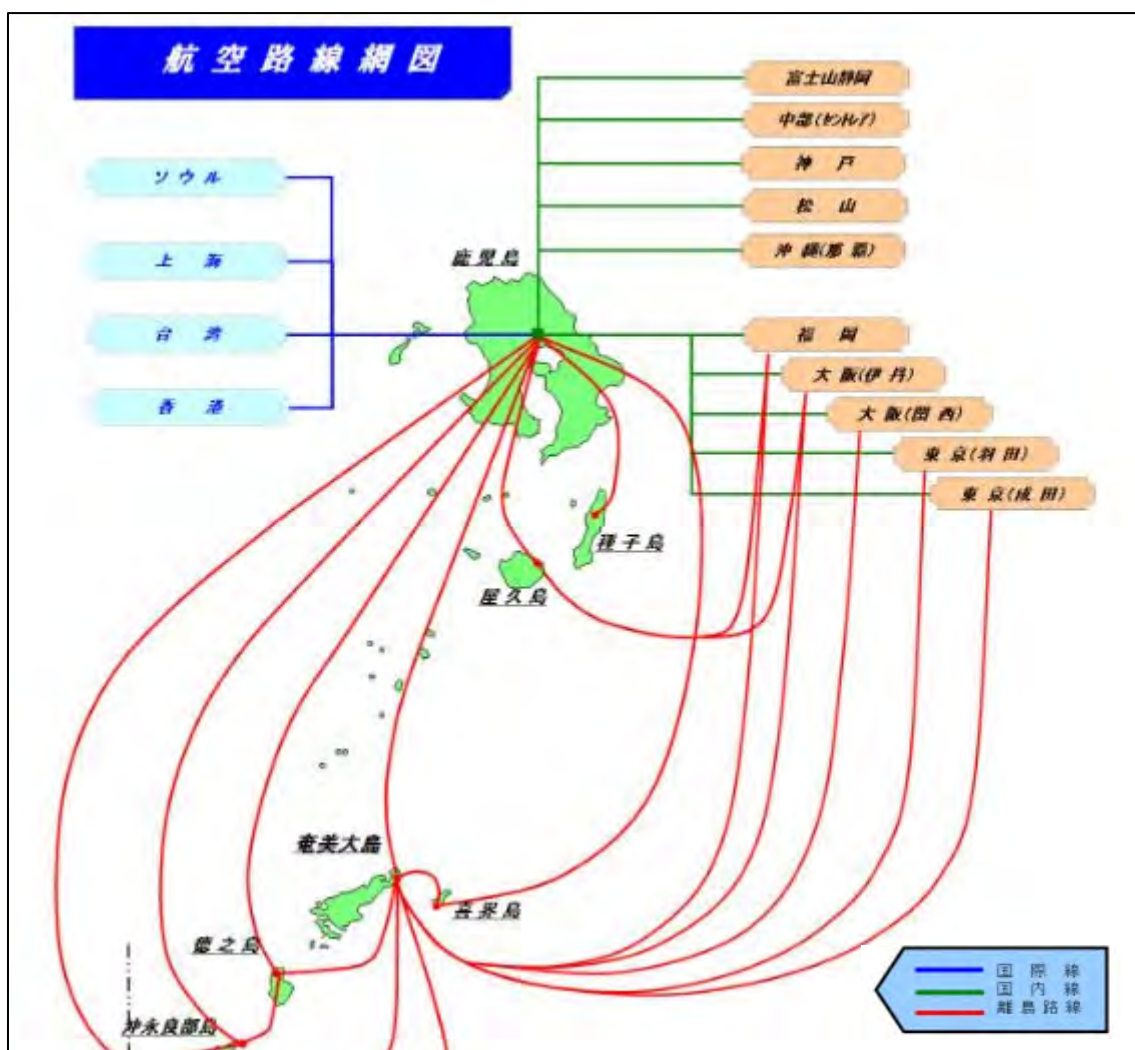 航空路線網図
富士山静岡
中部(セントレア)
神戸
松山
沖縄(那覇)
ソウル
上海
台湾
香港
鹿児島
福岡
大阪(伊丹)
大阪(関西)
東京(羽田)
東京(成田)
種子島
屋久島
奄美大島
喜界島
徳之島
沖永良部島
国際線
国内線
離島路線